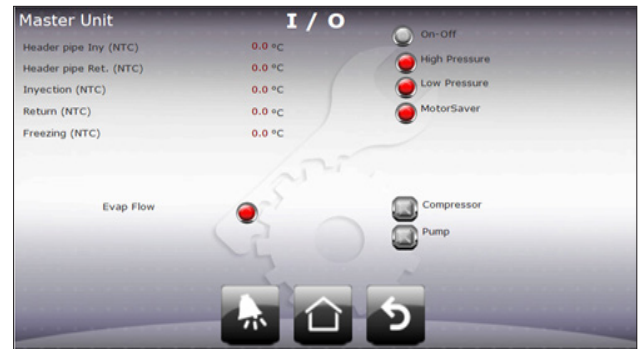 Master Unit
I / O
Header pipe Iny (NTC) 0.0 ºC
Header pipe Ret. (NTC) 0.0 ºC
Inyection (NTC) 0.0 ºC
Return (NTC) 0.0 ºC
Freezing (NTC) 0.0 ºC
On-Off
High Pressure
Low Pressure
MotorSaver
Evap Flow
Compressor
Pump